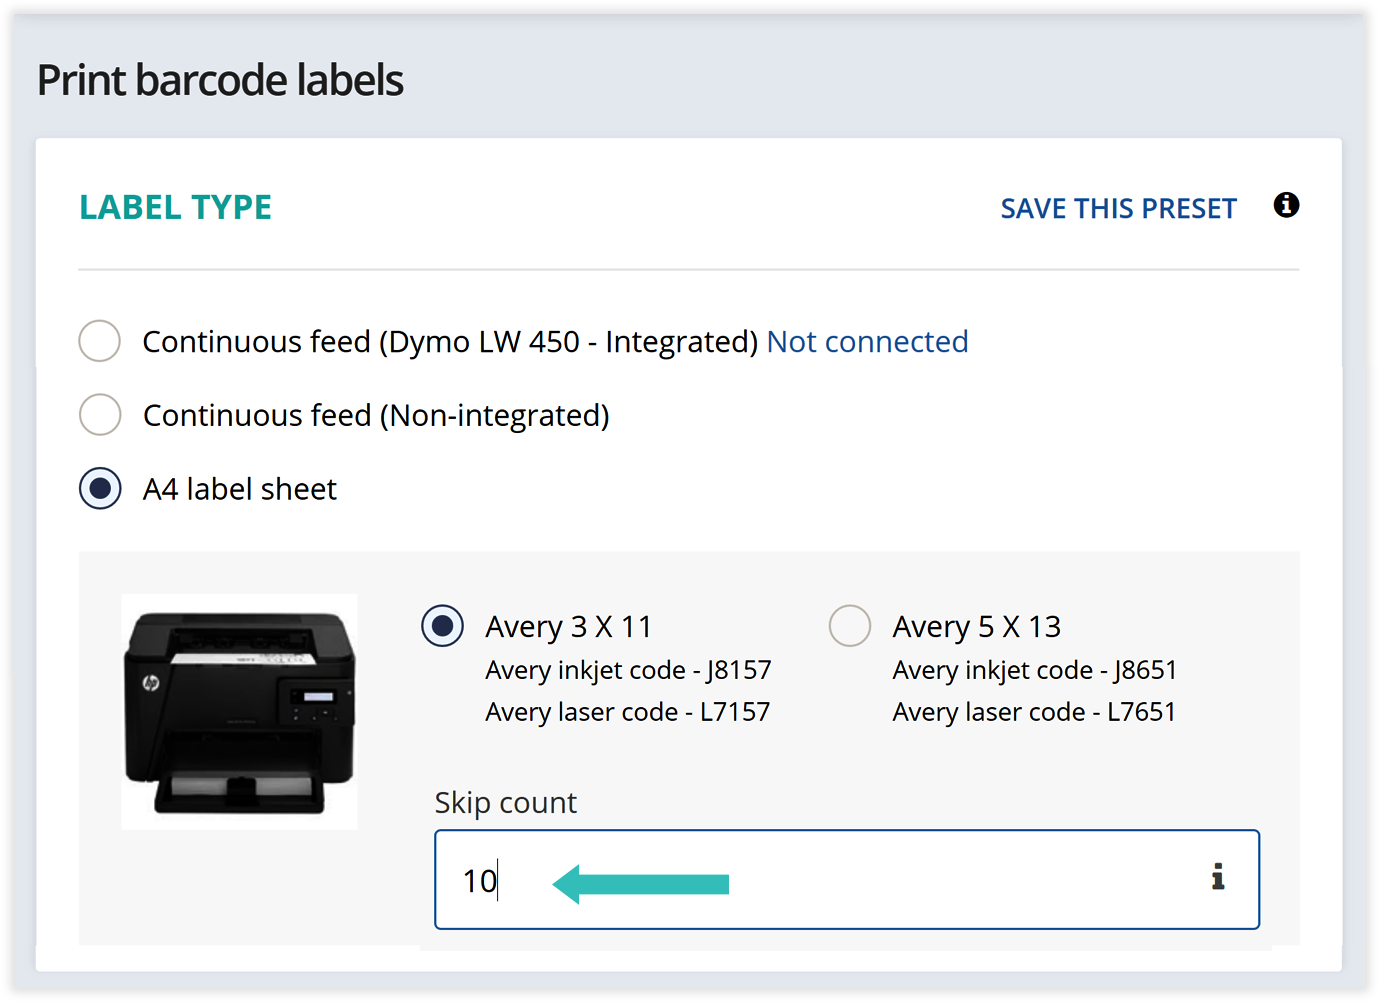 Print barcode labels
LABEL TYPE
SAVE THIS PRESET
Continuous feed (Dymo LW 450 - Integrated) Not connected
Continuous feed (Non-integrated)
A4 label sheet
hp
Avery 3 X 11
Avery inkjet code - J8157
Avery laser code - L7157
Avery 5 X 13
Avery inkjet code - J8651
Avery laser code - L7651
Skip count
10